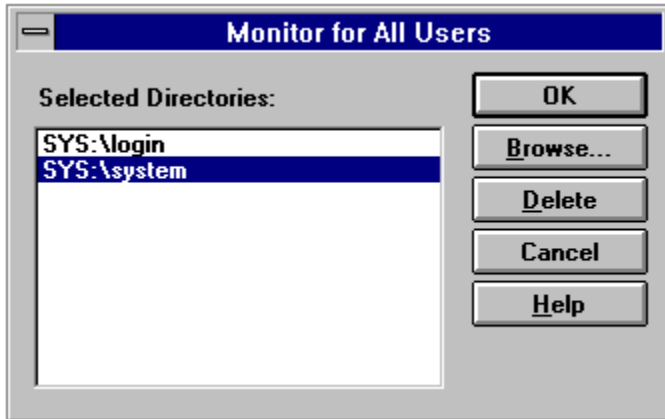 Monitor for All Users
Selected Directories:
SYS:\login
SYS:\system
OK
Browse...
Delete
Cancel
Help